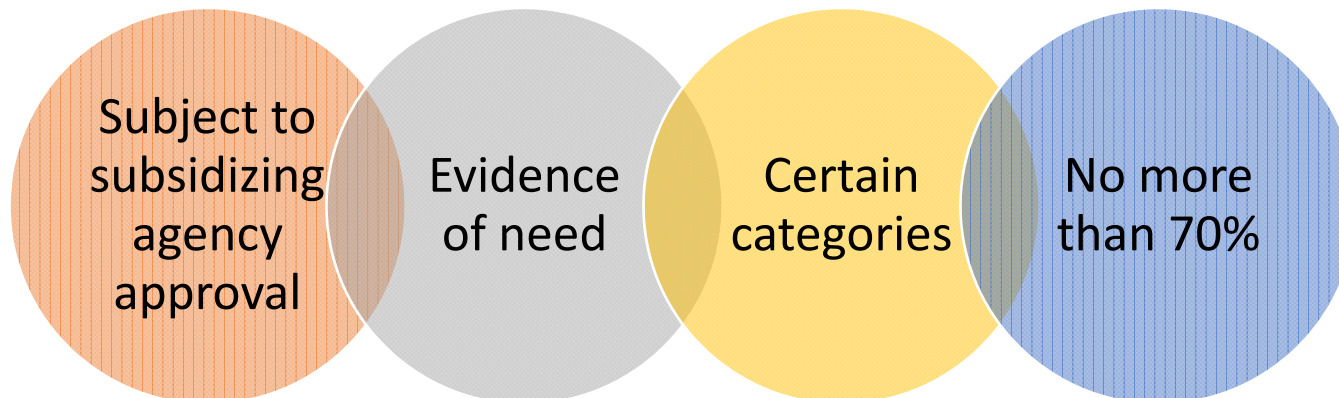 Subject to
subsidizing
agency
approval
Evidence
of need
Certain
categories
No more
than 70%